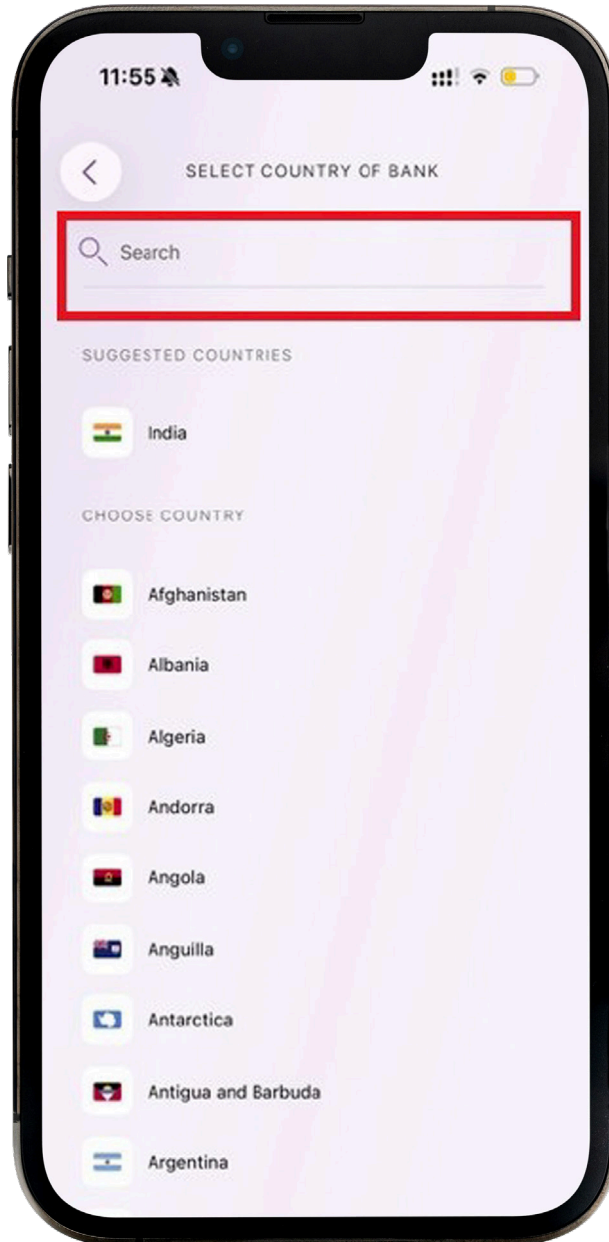 11:55
SELECT COUNTRY OF BANK
Search
SUGGESTED COUNTRIES
India
CHOOSE COUNTRY
Afghanistan
Albania
Algeria
Andorra
Angola
Anguilla
Antarctica
Antigua and Barbuda
Argentina